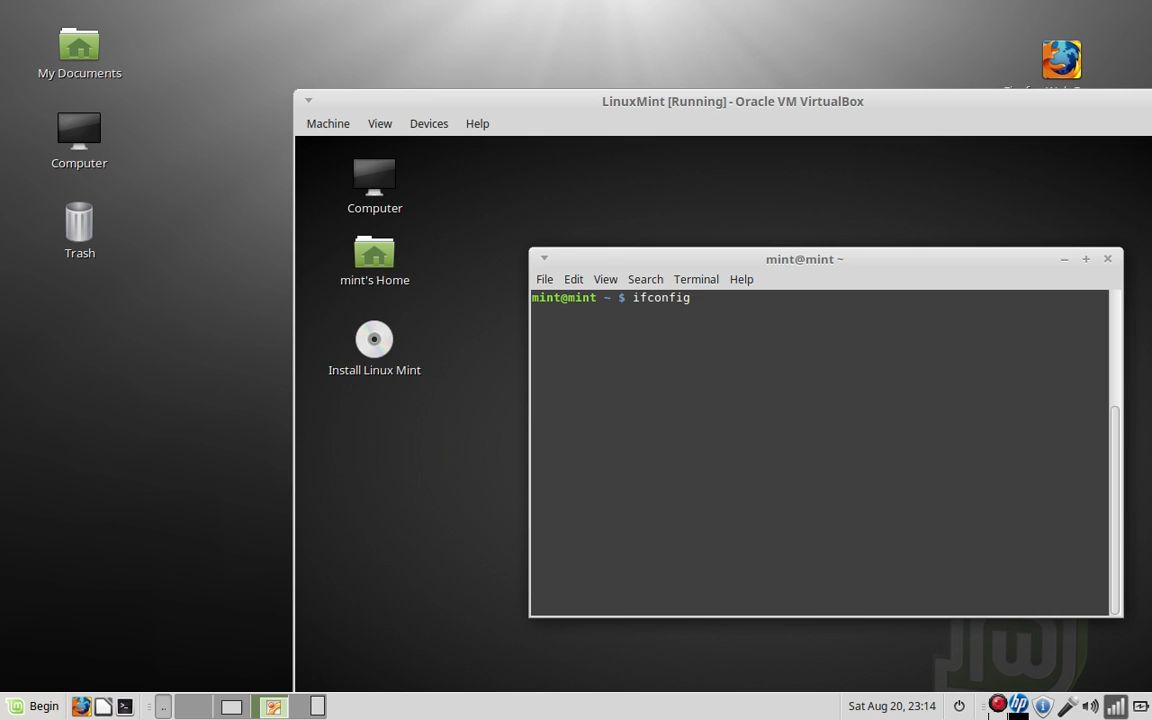 My Documents
Computer
Trash
LinuxMint [Running] - Oracle VM VirtualBox
Machine View Devices Help
Computer
mint's Home
Install Linux Mint
mint@mint ~
File Edit View Search Terminal Help
mint@mint ~ $ ifconfig
Begin
..
Sat Aug 20, 23:14
hp